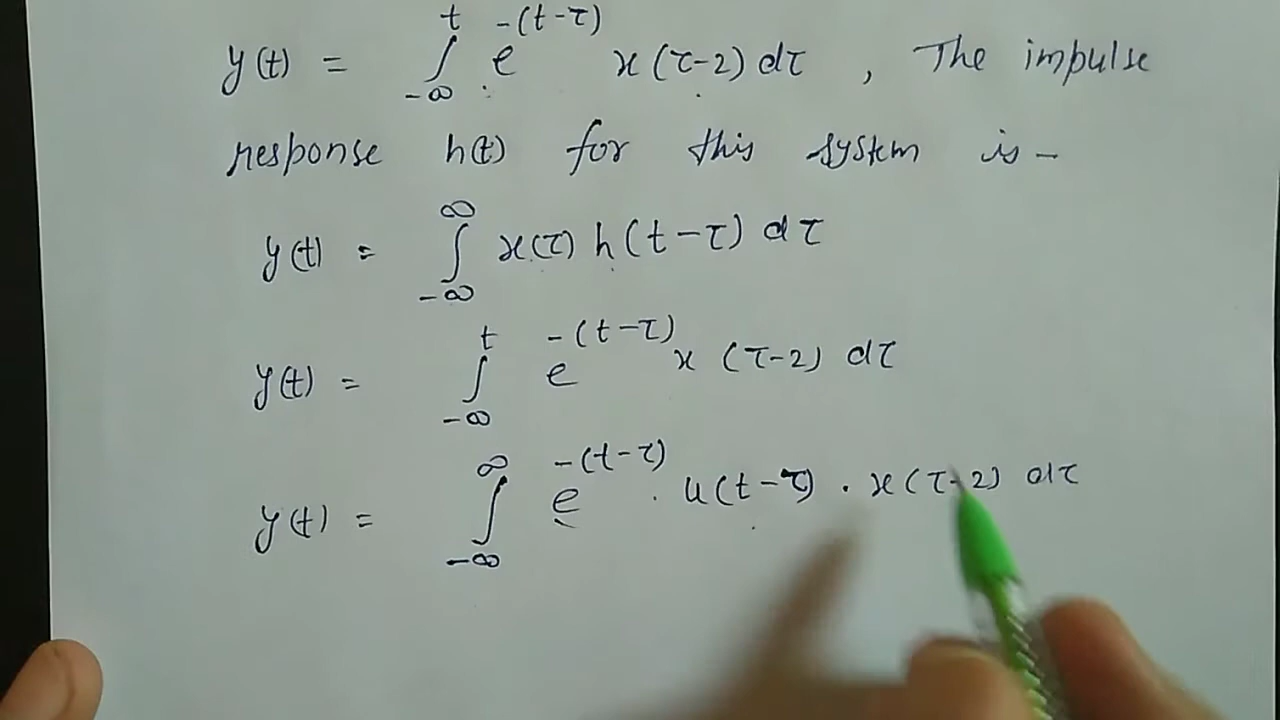 y(t) = ∫_{-∞}^{t} e^{-(t-τ)} x(τ-2) dτ , The impulse
response h(t) for this system is -
y(t) = ∫_{-∞}^{∞} x(τ) h(t-τ) dτ
y(t) = ∫_{-∞}^{t} e^{-(t-τ)} x (τ-2) dτ
y(t) = ∫_{-∞}^{∞} e^{-(t-τ)} . u(t-τ) . x(τ-2) dτ